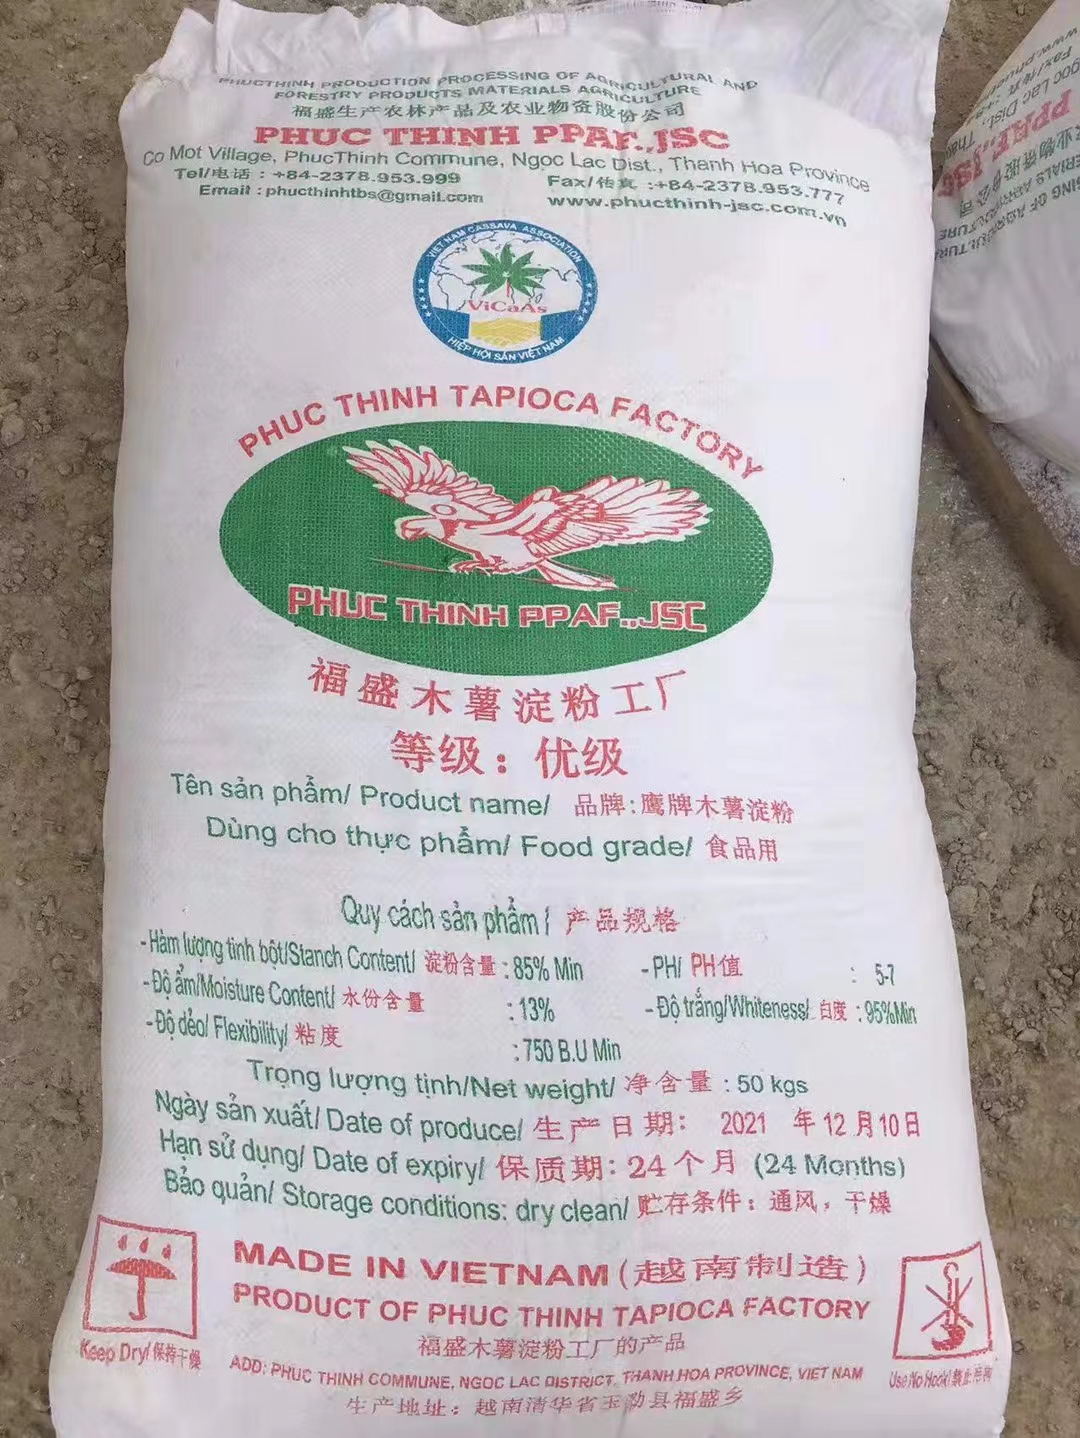 PHUCTHINH PRODUCTION PROCESSING OF AGRICULTURAL AND
FORESTRY PRODUCTS MATERIALS AGRICULTURE
福盛生产农林产品及农业物资股份公司
PHUC THINH PPAF.,JSC
Co Mot Village, PhucThinh Commune, Ngoc Lac Dist., Thanh Hoa Province
Tel/电话 : +84-2378.953.999 Fax/传真 :+84-2378.953.777
Email : phucthinhtbs@gmail.com www.phucthinh-jsc.com.vn
VIET NAM CASSAVA ASSOCIATION
ViCaAs
HIỆP HỘI SẮN VIỆT NAM
PHUC THINH TAPIOCA FACTORY
PHUC THINH PPAF.,JSC
福盛木薯淀粉工厂
等级：优级
Tên sản phẩm/ Product name/ 品牌:鹰牌木薯淀粉
Dùng cho thực phẩm/ Food grade/ 食品用
Quy cách sản phẩm / 产品规格
-Hàm lượng tinh bột/Stanch Content/ 淀粉含量 : 85% Min -PH/ PH值 : 5-7
-Độ ẩm/Moisture Content/ 水份含量 : 13% -Độ trắng/Whiteness/ 白度 : 95%Min
-Độ dẻo/ Flexibility/ 粘度 : 750 B.U Min
Trọng lượng tịnh/Net weight/ 净含量 : 50 kgs
Ngày sản xuất/ Date of produce/ 生产日期： 2021 年12月10日
Hạn sử dụng/ Date of expiry/ 保质期: 24个月 (24 Months)
Bảo quản/ Storage conditions: dry clean/ 贮存条件：通风，干燥
MADE IN VIETNAM (越南制造)
PRODUCT OF PHUC THINH TAPIOCA FACTORY
福盛木薯淀粉工厂的产品
Keep Dry/保持干燥
ADD: PHUC THINH COMMUNE, NGOC LAC DISTRICT, THANH HOA PROVINCE, VIET NAM
Use No Hook/
生产地址：越南清华省玉勒县福盛乡
PPAF.,JSC